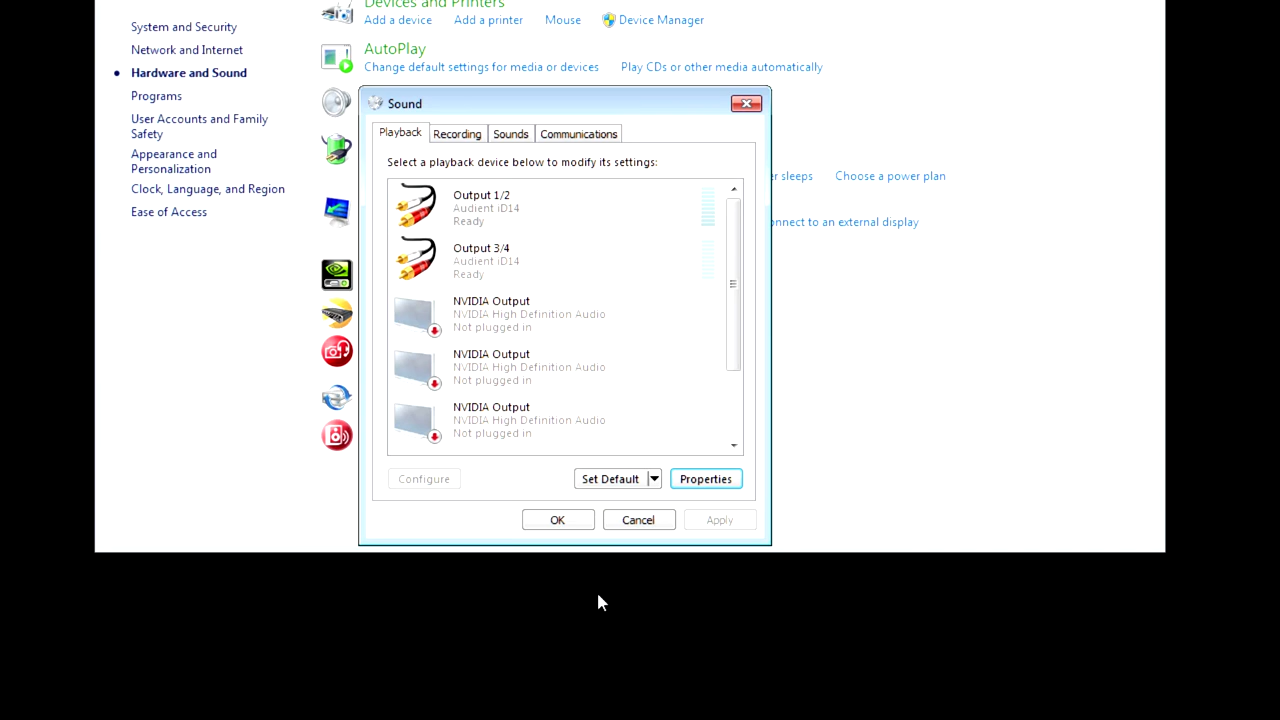 Devices and Printers
System and Security
Add a device Add a printer Mouse Device Manager
Network and Internet
AutoPlay
Hardware and Sound
Change default settings for media or devices Play CDs or other media automatically
Programs
User Accounts and Family
Safety
Appearance and
Personalization
Clock, Language, and Region
Ease of Access
Sound
Playback Recording Sounds Communications
Select a playback device below to modify its settings:
Output 1/2
Audient iD14
Ready
Output 3/4
Audient iD14
Ready
NVIDIA Output
NVIDIA High Definition Audio
Not plugged in
NVIDIA Output
NVIDIA High Definition Audio
Not plugged in
NVIDIA Output
NVIDIA High Definition Audio
Not plugged in
Configure Set Default Properties
OK Cancel Apply
sleeps Choose a power plan
to an external display